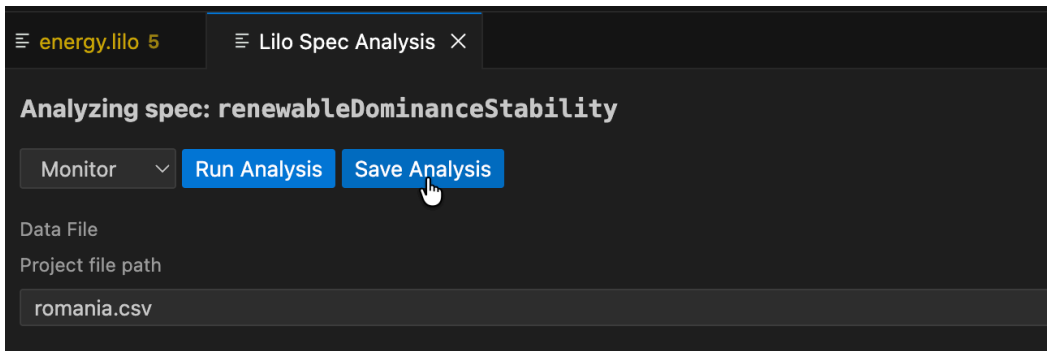 energy.lilo 5 Lilo Spec Analysis
Analyzing spec: renewableDominanceStability
Monitor Run Analysis Save Analysis
Data File
Project file path
romania.csv